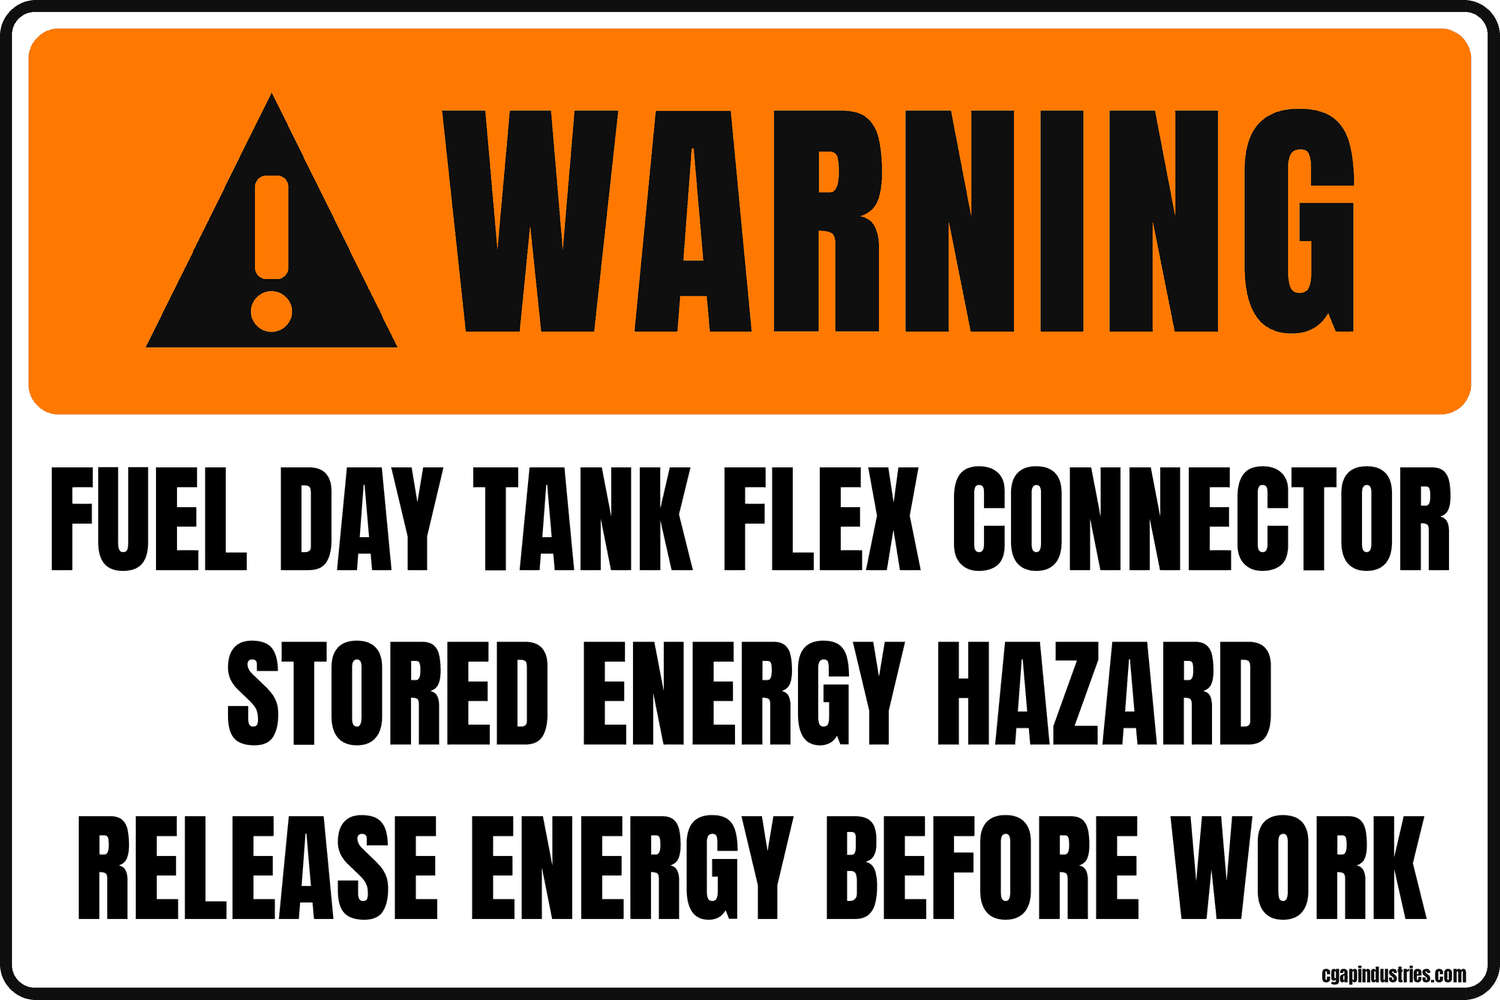 WARNING
FUEL DAY TANK FLEX CONNECTOR
STORED ENERGY HAZARD
RELEASE ENERGY BEFORE WORK
cgapindustries.com